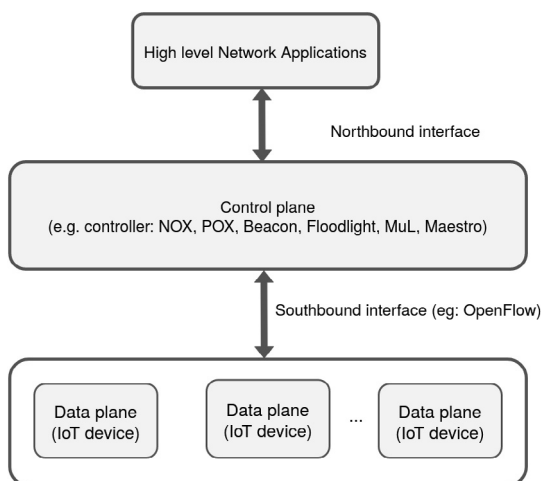 High level Network Applications
Northbound interface
Control plane
(e.g. controller: NOX, POX, Beacon, Floodlight, MuL, Maestro)
Southbound interface (eg: OpenFlow)
Data plane
(IoT device)
Data plane
(IoT device)
...
Data plane
(IoT device)